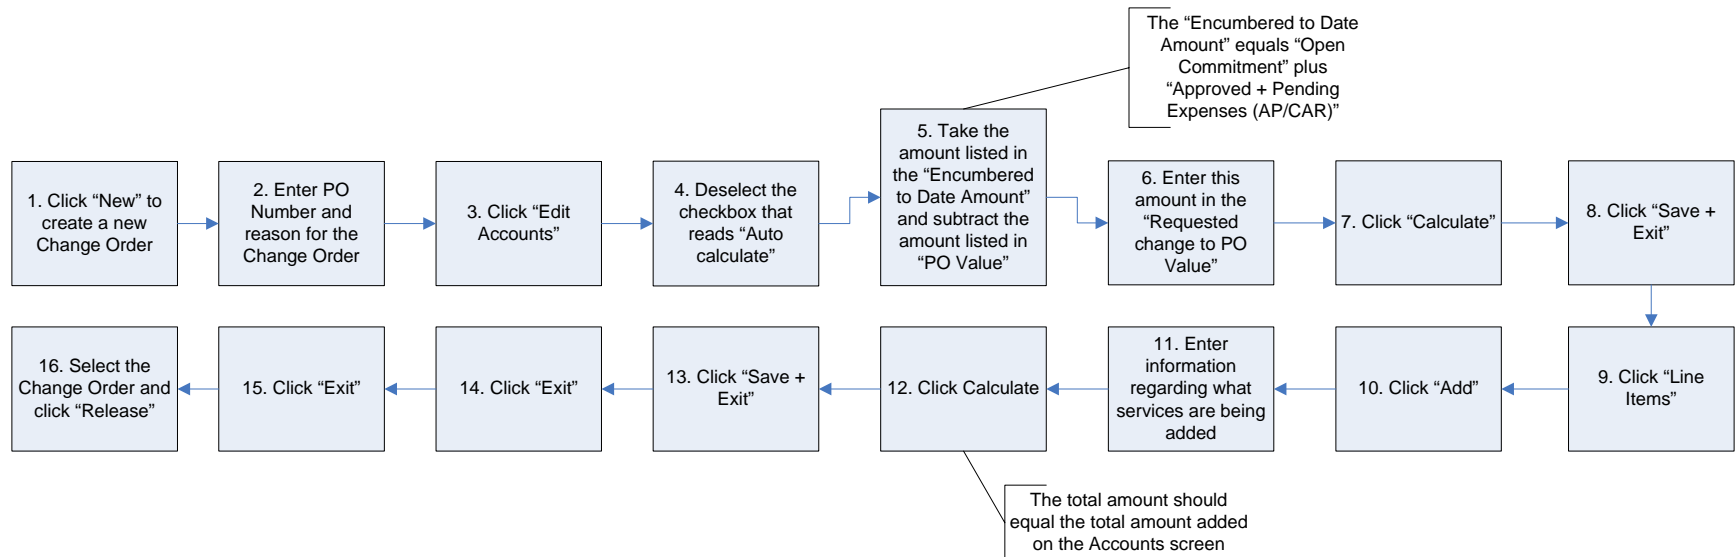 The “Encumbered to Date
Amount” equals “Open
Commitment” plus
“Approved + Pending
Expenses (AP/CAR)”
1. Click “New” to
create a new
Change Order
2. Enter PO
Number and
reason for the
Change Order
3. Click “Edit
Accounts”
4. Deselect the
checkbox that
reads “Auto
calculate”
5. Take the
amount listed in
the “Encumbered
to Date Amount”
and subtract the
amount listed in
“PO Value”
6. Enter this
amount in the
“Requested
change to PO
Value”
7. Click “Calculate”
8. Click “Save +
Exit”
9. Click “Line
Items”
10. Click “Add”
11. Enter
information
regarding what
services are being
added
12. Click Calculate
13. Click “Save +
Exit”
14. Click “Exit”
15. Click “Exit”
16. Select the
Change Order and
click “Release”
The total amount should
equal the total amount added
on the Accounts screen